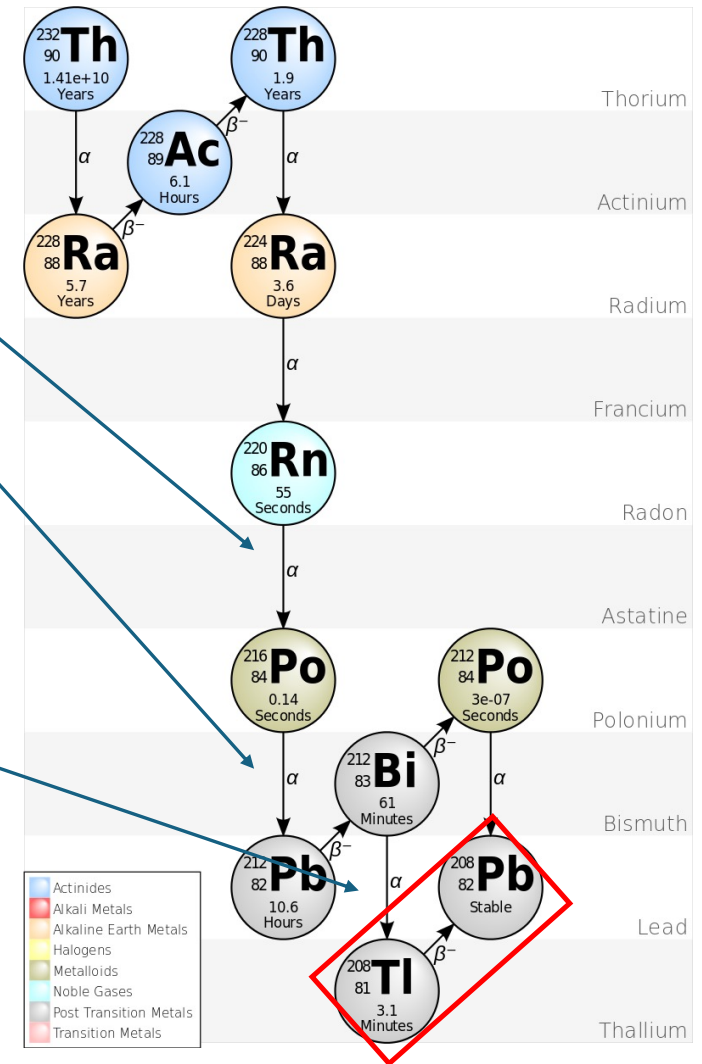 232
90 Th
1.41e+10
Years
228
90 Th
1.9
Years
Thorium
α
β⁻
α
228
89 Ac
6.1
Hours
Actinium
β⁻
228
88 Ra
5.7
Years
224
88 Ra
3.6
Days
Radium
α
Francium
220
86 Rn
55
Seconds
Radon
α
Astatine
216
84 Po
0.14
Seconds
212
84 Po
3e-07
Seconds
Polonium
β⁻
α
α
212
83 Bi
61
Minutes
Bismuth
β⁻
212
82 Pb
10.6
Hours
α
208
82 Pb
Stable
Lead
β⁻
208
81 Tl
3.1
Minutes
Thallium
Actinides
Alkali Metals
Alkaline Earth Metals
Halogens
Metalloids
Noble Gases
Post Transition Metals
Transition Metals